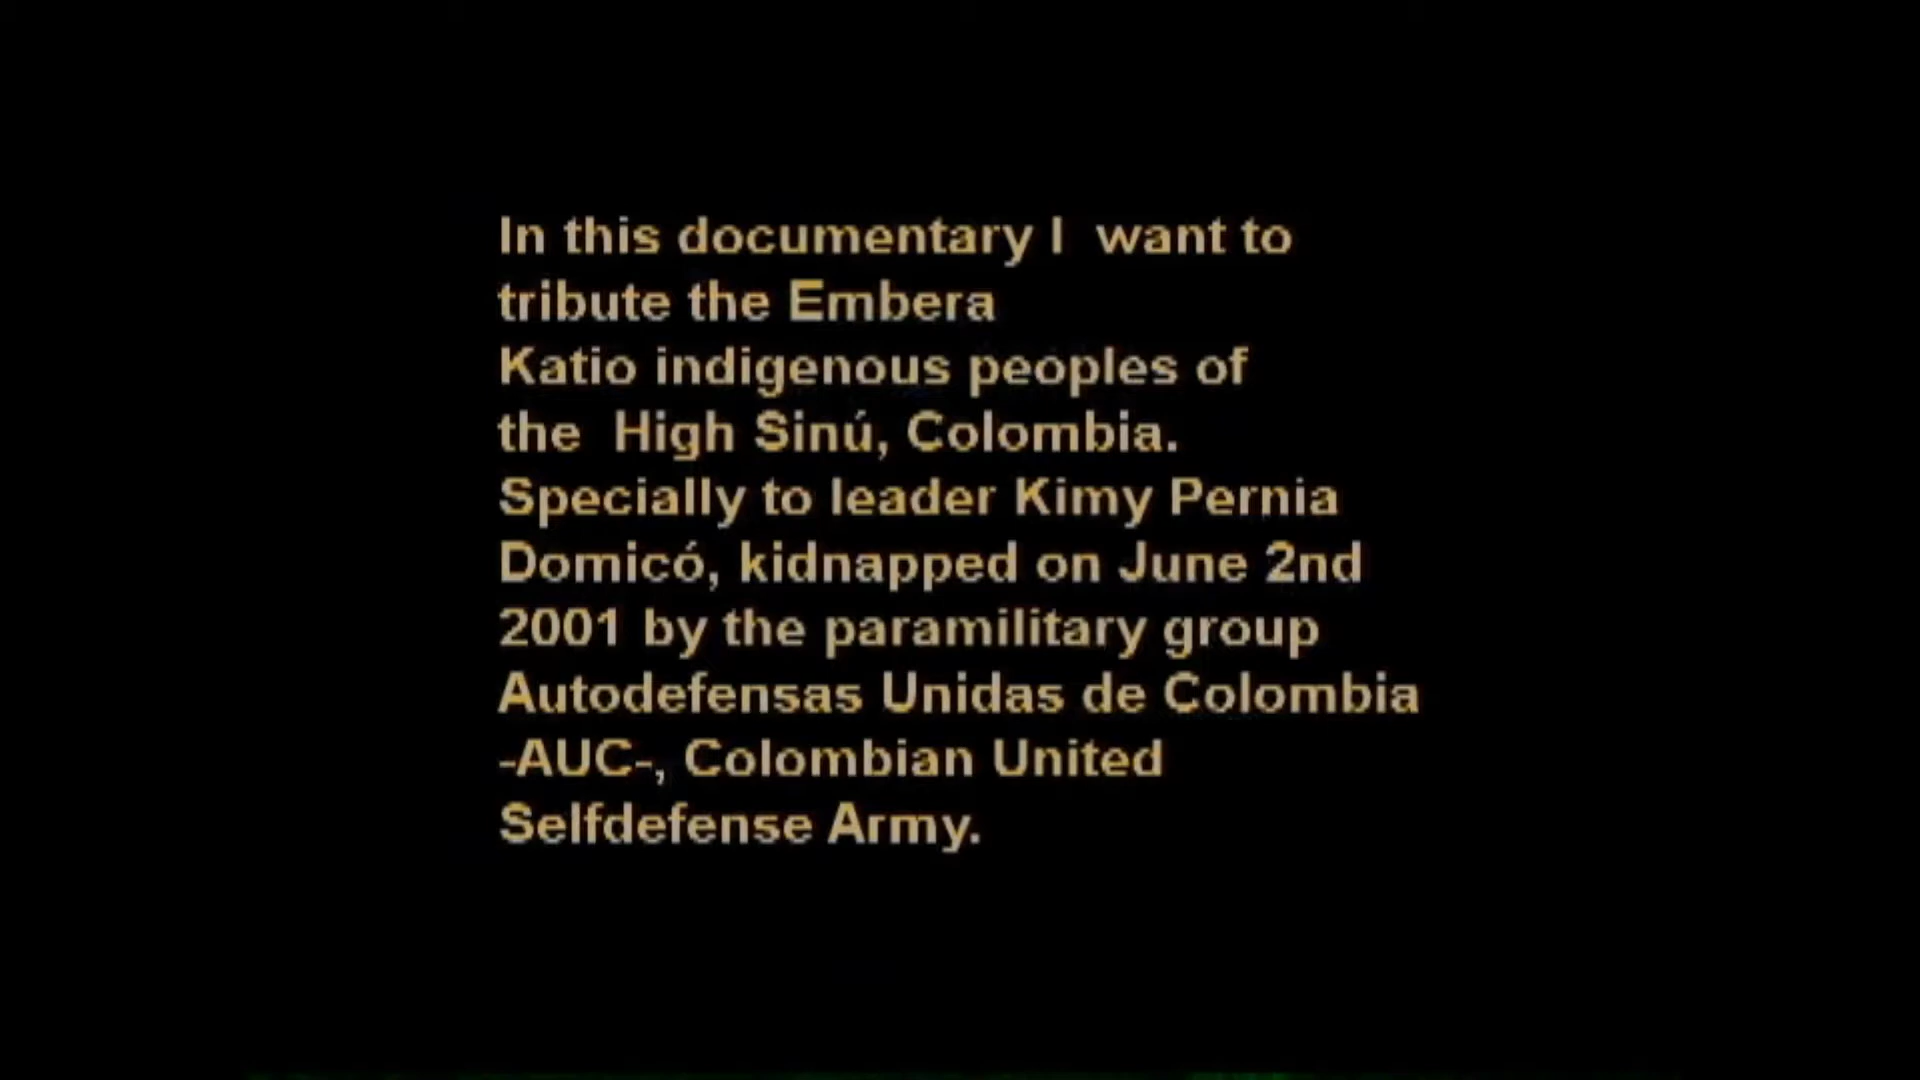 In this documentary I  want to
tribute the Embera
Katio indigenous peoples of
the  High Sinú, Colombia.
Specially to leader Kimy Pernia
Domicó, kidnapped on June 2nd
2001 by the paramilitary group
Autodefensas Unidas de Colombia
-AUC-, Colombian United
Selfdefense Army.